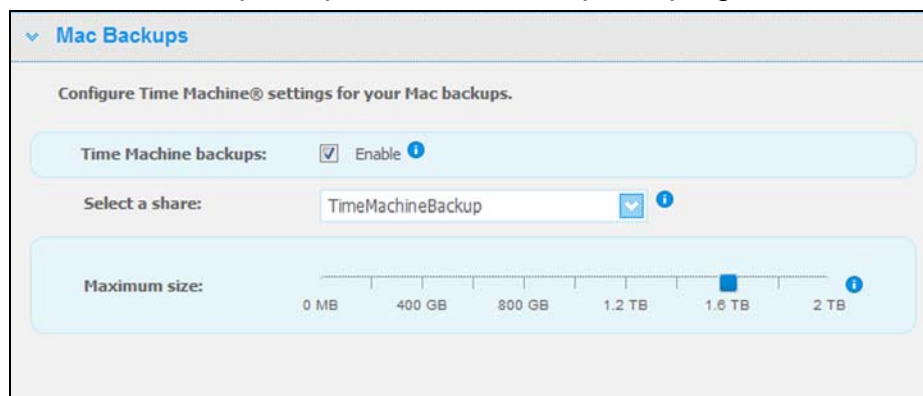 Mac Backups
Configure Time Machine® settings for your Mac backups.
Time Machine backups: Enable
Select a share: TimeMachineBackup
Maximum size:
0 MB 400 GB 800 GB 1.2 TB 1.6 TB 2 TB